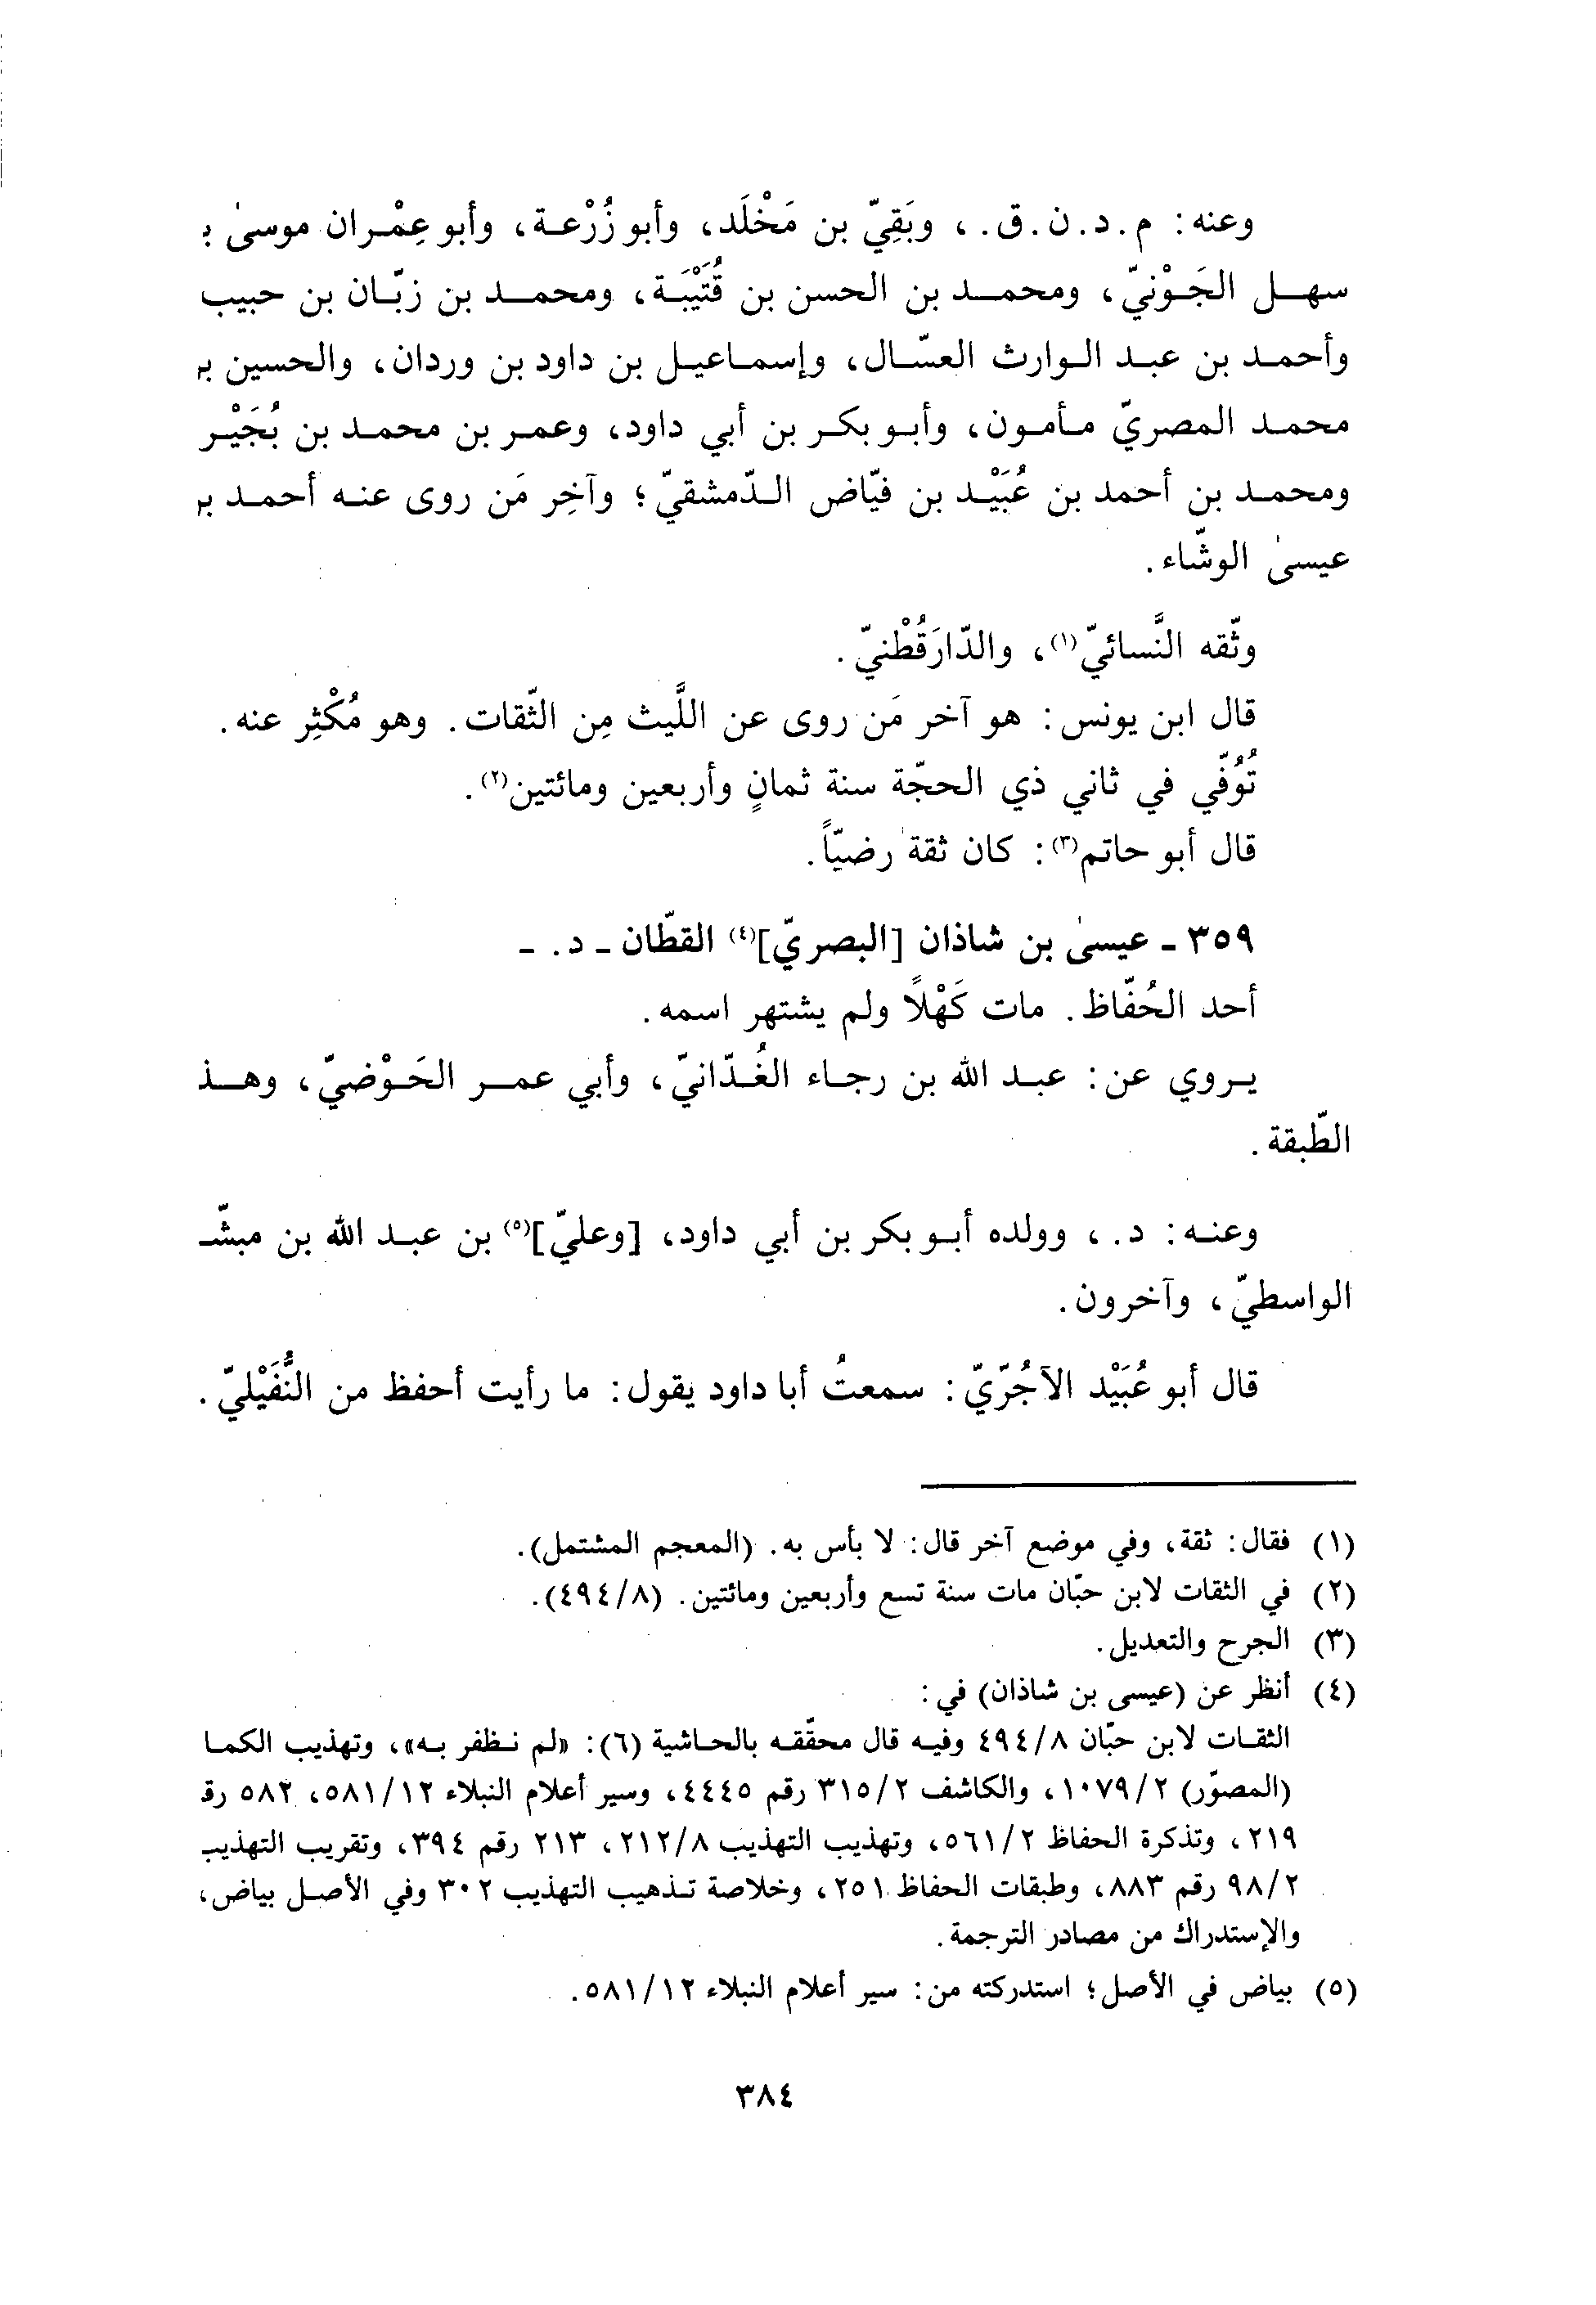 وعنه: م. د. ن. ق.، وبَقِيّ بن مَخْلَد، وأبو زُرْعة، وأبو عِمْران موسىٰ
سهل الجَوْنيّ، ومحمد بن الحسن بن قُتَيْبَة، ومحمد بن زبّان بن حبيب
وأحمد بن عبد الوارث العسّال، وإسماعيل بن داود بن وردان، والحسين
محمد المصريّ مأمون، وأبو بكر بن أبي داود، وعمر بن محمد بن بُجَيْر
ومحمد بن أحمد بن عُبَيْد بن فيّاض الدّمشقيّ؛ وآخِر مَن روى عنه أحمد
عيسىٰ الوشّاء.
وثّقه النَّسائيّ(١)، والدّارَقُطْنيّ.
قال ابن يونس: هو آخر مَن روى عن اللَّيث مِن الثّقات. وهو مُكْثِر عنه.
تُوُفّي في ثاني ذي الحجّة سنة ثمانٍ وأربعين ومائتين(٢).
قال أبو حاتم(٣): كان ثقة رضيّاً.
٣٥٩ - عيسىٰ بن شاذان [البصريّ](٤) القطّان - د. -
أحد الحُفّاظ. مات كَهْلاً ولم يشتهر اسمه.
يروي عن: عبد الله بن رجاء الغُدّانيّ، وأبي عمر الحَوْضيّ، وهذ
الطّبقة.
وعنه: د.، وولده أبو بكر بن أبي داود، [وعليّ](٥) بن عبد الله بن مبشّـ
الواسطيّ، وآخرون.
قال أبو عُبَيْد الآجُرّيّ: سمعتُ أبا داود يقول: ما رأيت أحفظ من النُّفَيْليّ.
(١) فقال: ثقة، وفي موضع آخر قال: لا بأس به. (المعجم المشتمل).
(٢) في الثقات لابن حبّان مات سنة تسع وأربعين ومائتين. (٤٩٤/٨).
(٣) الجرح والتعديل.
(٤) أنظر عن (عيسى بن شاذان) في:
الثقات لابن حبّان ٤٩٤/٨ وفيه قال محقّقه بالحاشية (٦): «لم نظفر به»، وتهذيب الكما
(المصوّر) ١٠٧٩/٢، والكاشف ٣١٥/٢ رقم ٤٤٤٥، وسير أعلام النبلاء ٥٨١/١٢، ٥٨٢ رقـ
٢١٩، وتذكرة الحفاظ ٥٦١/٢، وتهذيب التهذيب ٢١٢/٨، ٢١٣ رقم ٣٩٤، وتقريب التهذيب
٩٨/٢ رقم ٨٨٣، وطبقات الحفاظ ٢٥١، وخلاصة تذهيب التهذيب ٣٠٢ وفي الأصل بياض،
والإستدراك من مصادر الترجمة.
(٥) بياض في الأصل؛ استدركته من: سير أعلام النبلاء ٥٨١/١٢.
٣٨٤